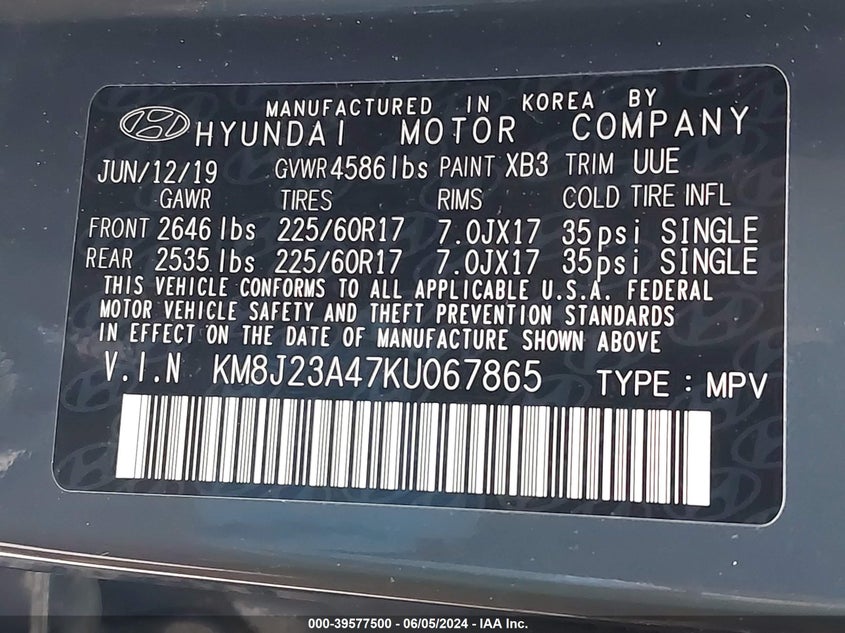 MANUFACTURED IN KOREA BY
HYUNDAI MOTOR COMPANY
JUN/12/19 GVWR 4586 lbs PAINT XB3 TRIM UUE
GAWR TIRES RIMS COLD TIRE INFL
FRONT 2646 lbs 225/60R17 7.0JX17 35psi SINGLE
REAR 2535 lbs 225/60R17 7.0JX17 35psi SINGLE
THIS VEHICLE CONFORMS TO ALL APPLICABLE U.S.A. FEDERAL
MOTOR VEHICLE SAFETY AND THEFT PREVENTION STANDARDS
IN EFFECT ON THE DATE OF MANUFACTURE SHOWN ABOVE
V.I.N KM8J23A47KU067865 TYPE : MPV
000-39577500 - 06/05/2024 - IAA Inc.